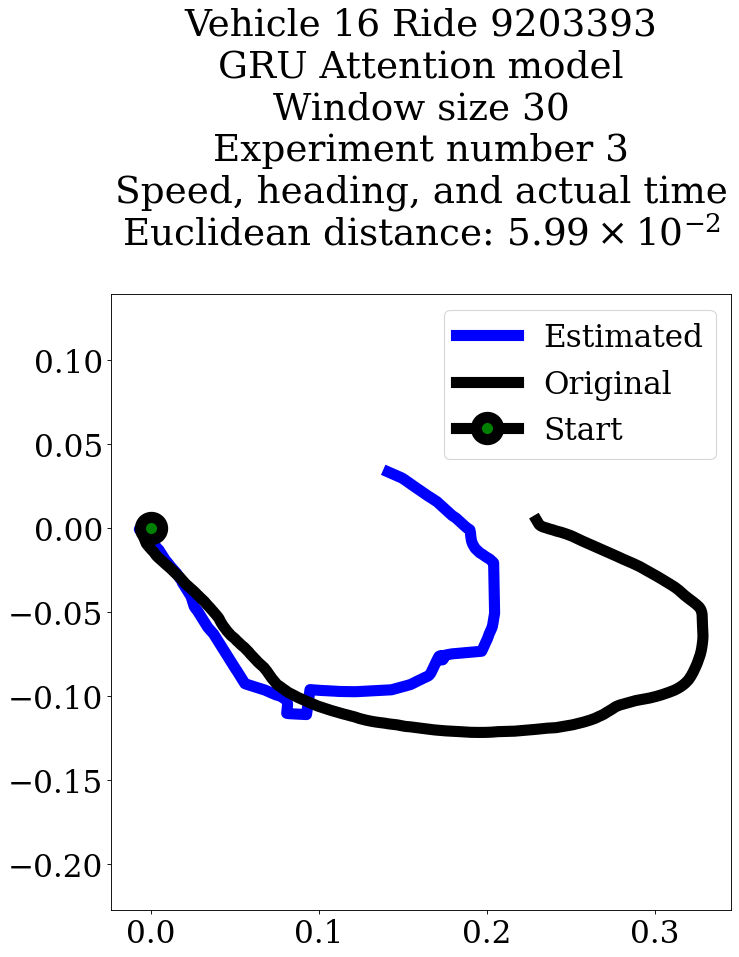 Vehicle 16 Ride 9203393
GRU Attention model
Window size 30
Experiment number 3
Speed, heading, and actual time
Euclidean distance: 5.99 × 10⁻²
Estimated
Original
Start
0.10
0.05
0.00
−0.05
−0.10
−0.15
−0.20
0.0 0.1 0.2 0.3